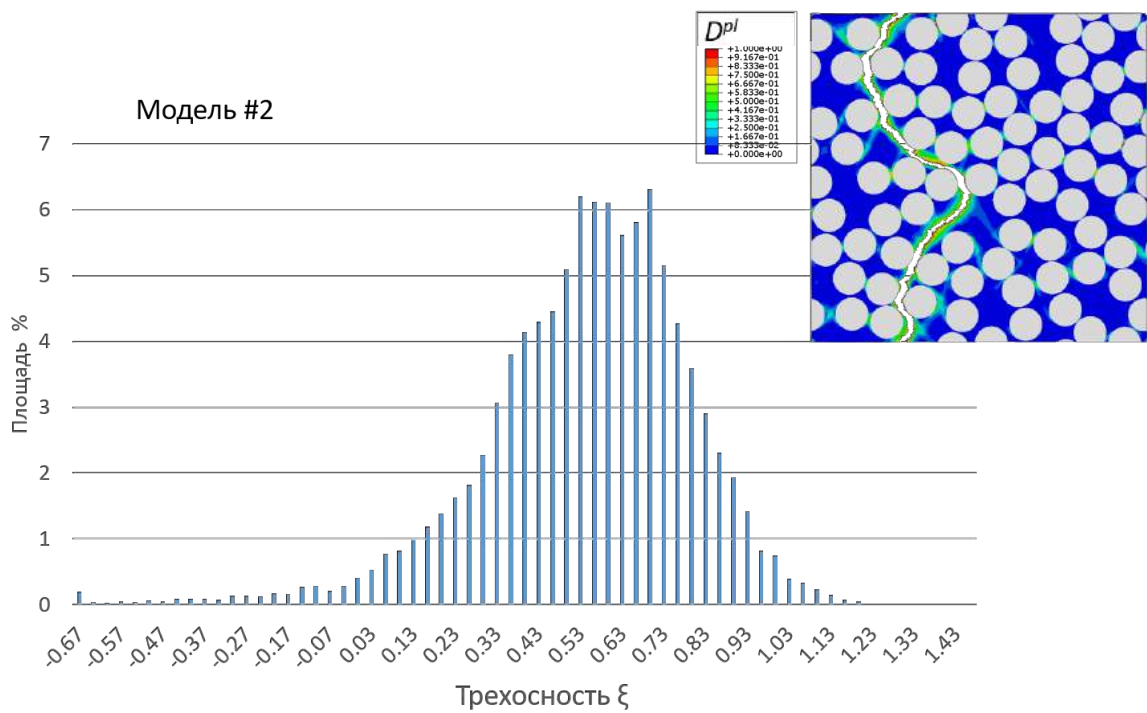 D^pl
+1.000e+00
+9.167e-01
+8.333e-01
+7.500e-01
+6.667e-01
+5.833e-01
+5.000e-01
+4.167e-01
+3.333e-01
+2.500e-01
+1.667e-01
+8.333e-02
+0.000e+00
Модель #2
7
6
5
4
3
2
1
0
Площадь %
-0.67 -0.57 -0.47 -0.37 -0.27 -0.17 -0.07 0.03 0.13 0.23 0.33 0.43 0.53 0.63 0.73 0.83 0.93 1.03 1.13 1.23 1.33 1.43
Трехосность ξ